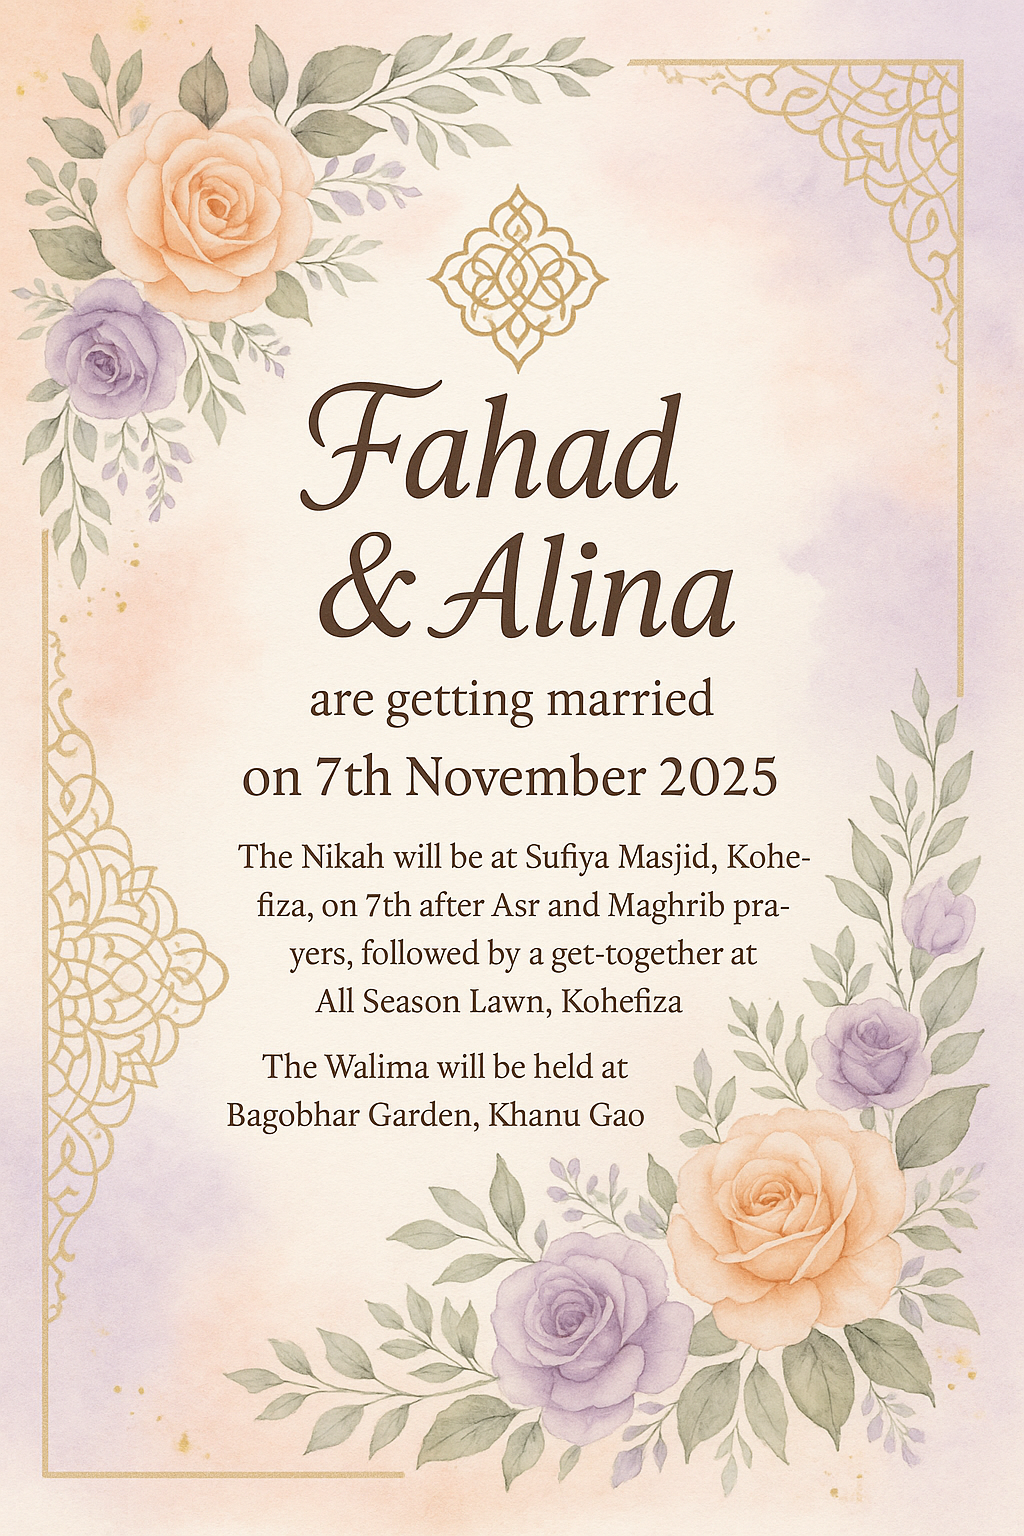 Fahad
& Alina
are getting married
on 7th November 2025
The Nikah will be at Sufiya Masjid, Kohe-
fiza, on 7th after Asr and Maghrib pra-
yers, followed by a get-together at
All Season Lawn, Kohefiza
The Walima will be held at
Bagobhar Garden, Khanu Gao